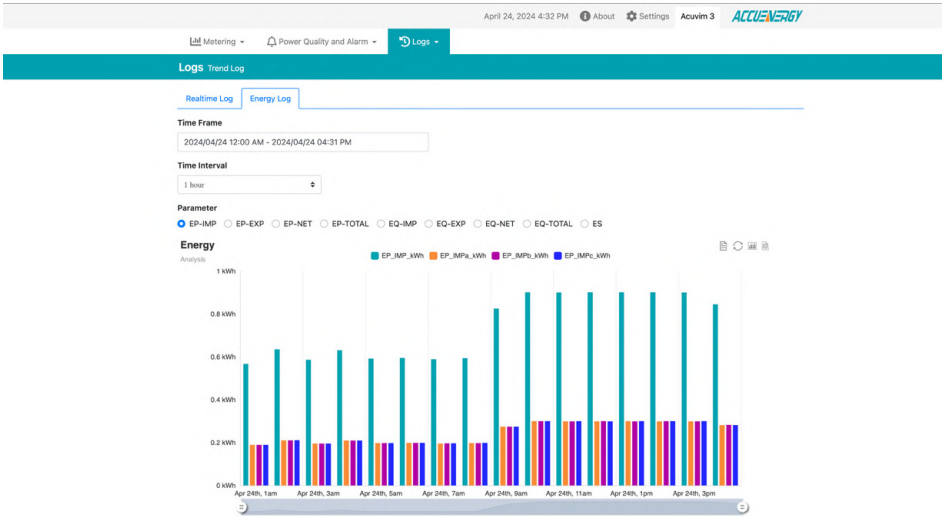 April 24, 2024 4:32 PM About Settings Acuvim 3 ACCUENERGY
Metering Power Quality and Alarm Logs
Logs Trend Log
Realtime Log Energy Log
Time Frame
2024/04/24 12:00 AM - 2024/04/24 04:31 PM
Time Interval
1 hour
Parameter
EP-IMP EP-EXP EP-NET EP-TOTAL EQ-IMP EQ-EXP EQ-NET EQ-TOTAL ES
Energy
Analysis
EP_IMP_kWh EP_IMPa_kWh EP_IMPb_kWh EP_IMPc_kWh
1 kWh
0.8 kWh
0.6 kWh
0.4 kWh
0.2 kWh
0 kWh
Apr 24th, 1am Apr 24th, 3am Apr 24th, 5am Apr 24th, 7am Apr 24th, 9am Apr 24th, 11am Apr 24th, 1pm Apr 24th, 3pm